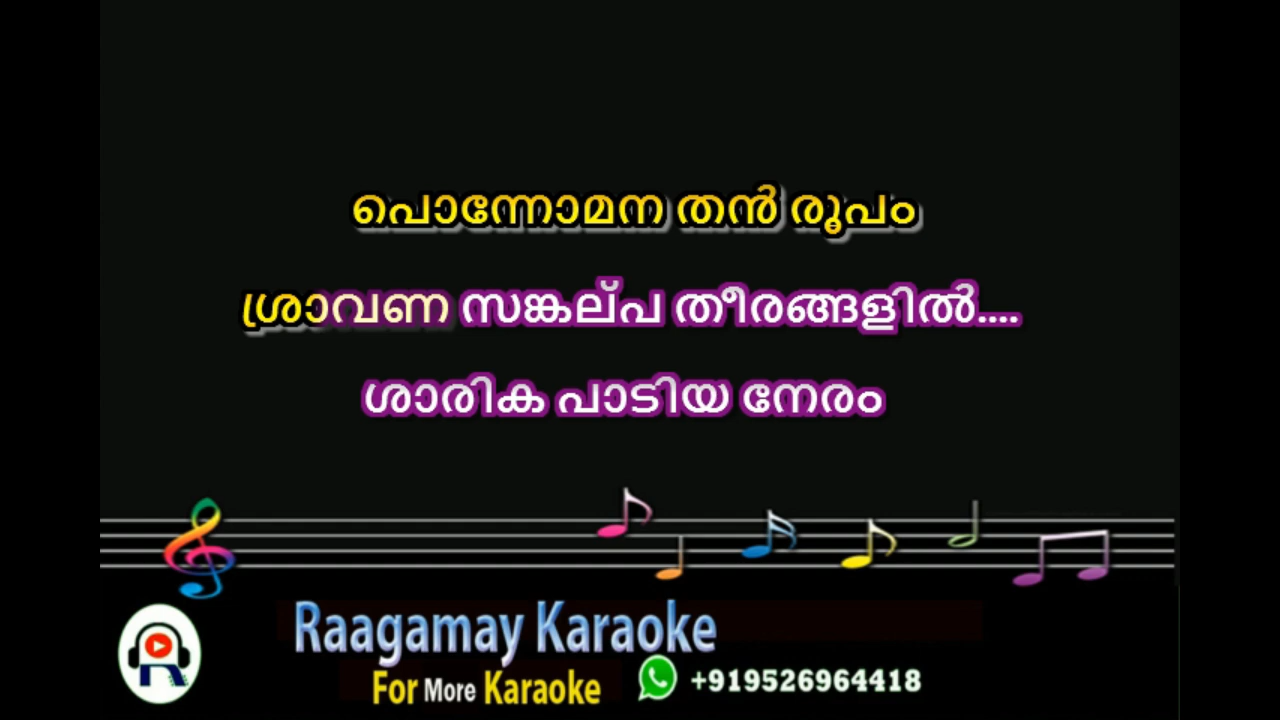 പൊന്നോമന തൻ രൂപം
ശ്രാവണ സങ്കല്പ തീരങ്ങളിൽ....
ശാരിക പാടിയ നേരം
Raagamay Karaoke
For More Karaoke +919526964418